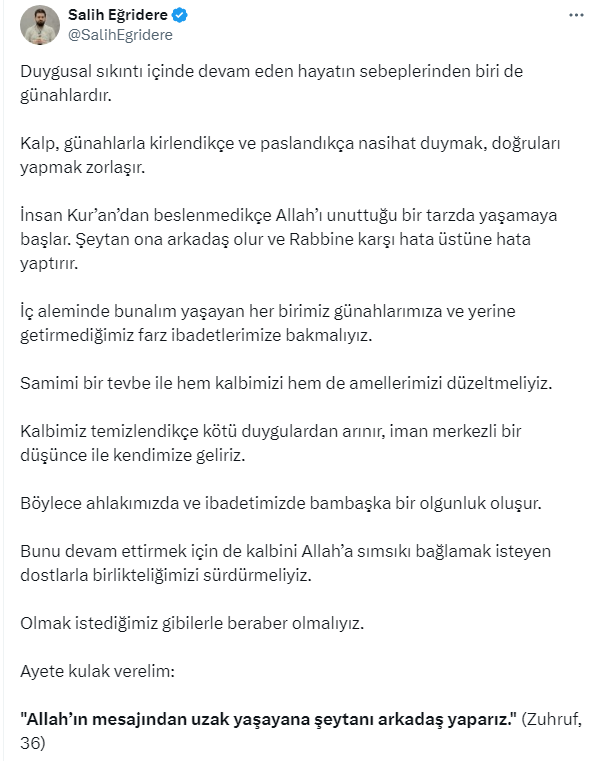 Salih Eğridere
@SalihEgridere
Duygusal sıkıntı içinde devam eden hayatın sebeplerinden biri de
günahlardır.
Kalp, günahlarla kirlendikçe ve paslandıkça nasihat duymak, doğruları
yapmak zorlaşır.
İnsan Kur’an’dan beslenmedikçe Allah’ı unuttuğu bir tarzda yaşamaya
başlar. Şeytan ona arkadaş olur ve Rabbine karşı hata üstüne hata
yaptırır.
İç aleminde bunalım yaşayan her birimiz günahlarımıza ve yerine
getirmediğimiz farz ibadetlerimize bakmalıyız.
Samimi bir tevbe ile hem kalbimizi hem de amellerimizi düzeltmeliyiz.
Kalbimiz temizlendikçe kötü duygulardan arınır, iman merkezli bir
düşünce ile kendimize geliriz.
Böylece ahlakımızda ve ibadetimizde bambaşka bir olgunluk oluşur.
Bunu devam ettirmek için de kalbini Allah’a sımsıkı bağlamak isteyen
dostlarla birlikteliğimizi sürdürmeliyiz.
Olmak istediğimiz gibilerle beraber olmalıyız.
Ayete kulak verelim:
"Allah’ın mesajından uzak yaşayana şeytanı arkadaş yaparız." (Zuhruf,
36)